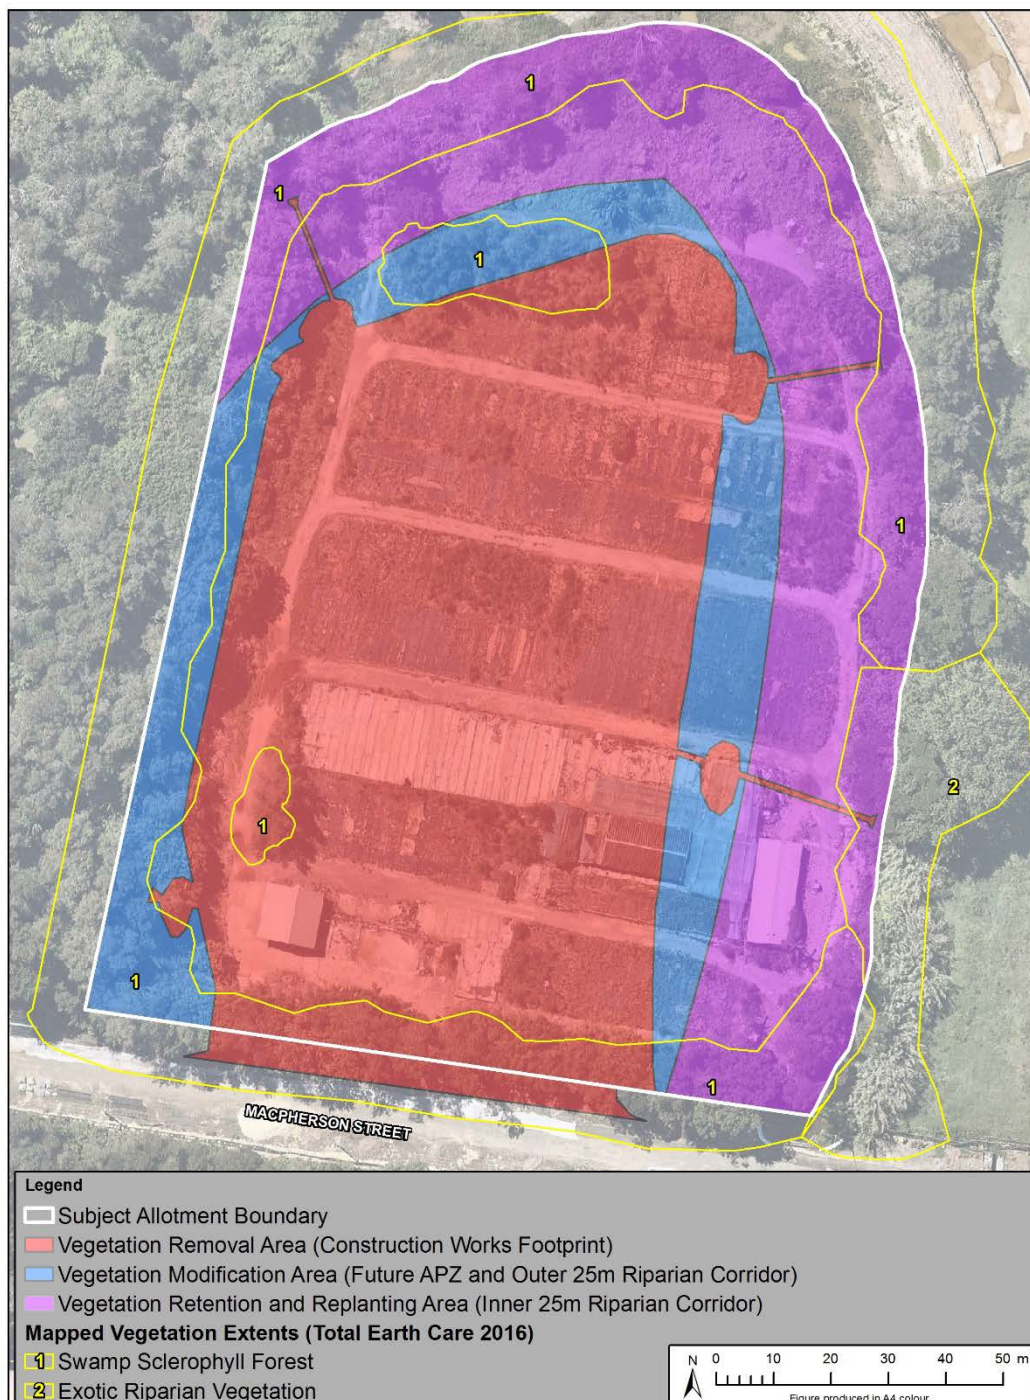 1
1
1
1
2
1
1
1
MACPHERSON STREET
Legend
Subject Allotment Boundary
Vegetation Removal Area (Construction Works Footprint)
Vegetation Modification Area (Future APZ and Outer 25m Riparian Corridor)
Vegetation Retention and Replanting Area (Inner 25m Riparian Corridor)
Mapped Vegetation Extents (Total Earth Care 2016)
1 Swamp Sclerophyll Forest
2 Exotic Riparian Vegetation
N 0 10 20 30 40 50 m
Figure produced in A4 colour